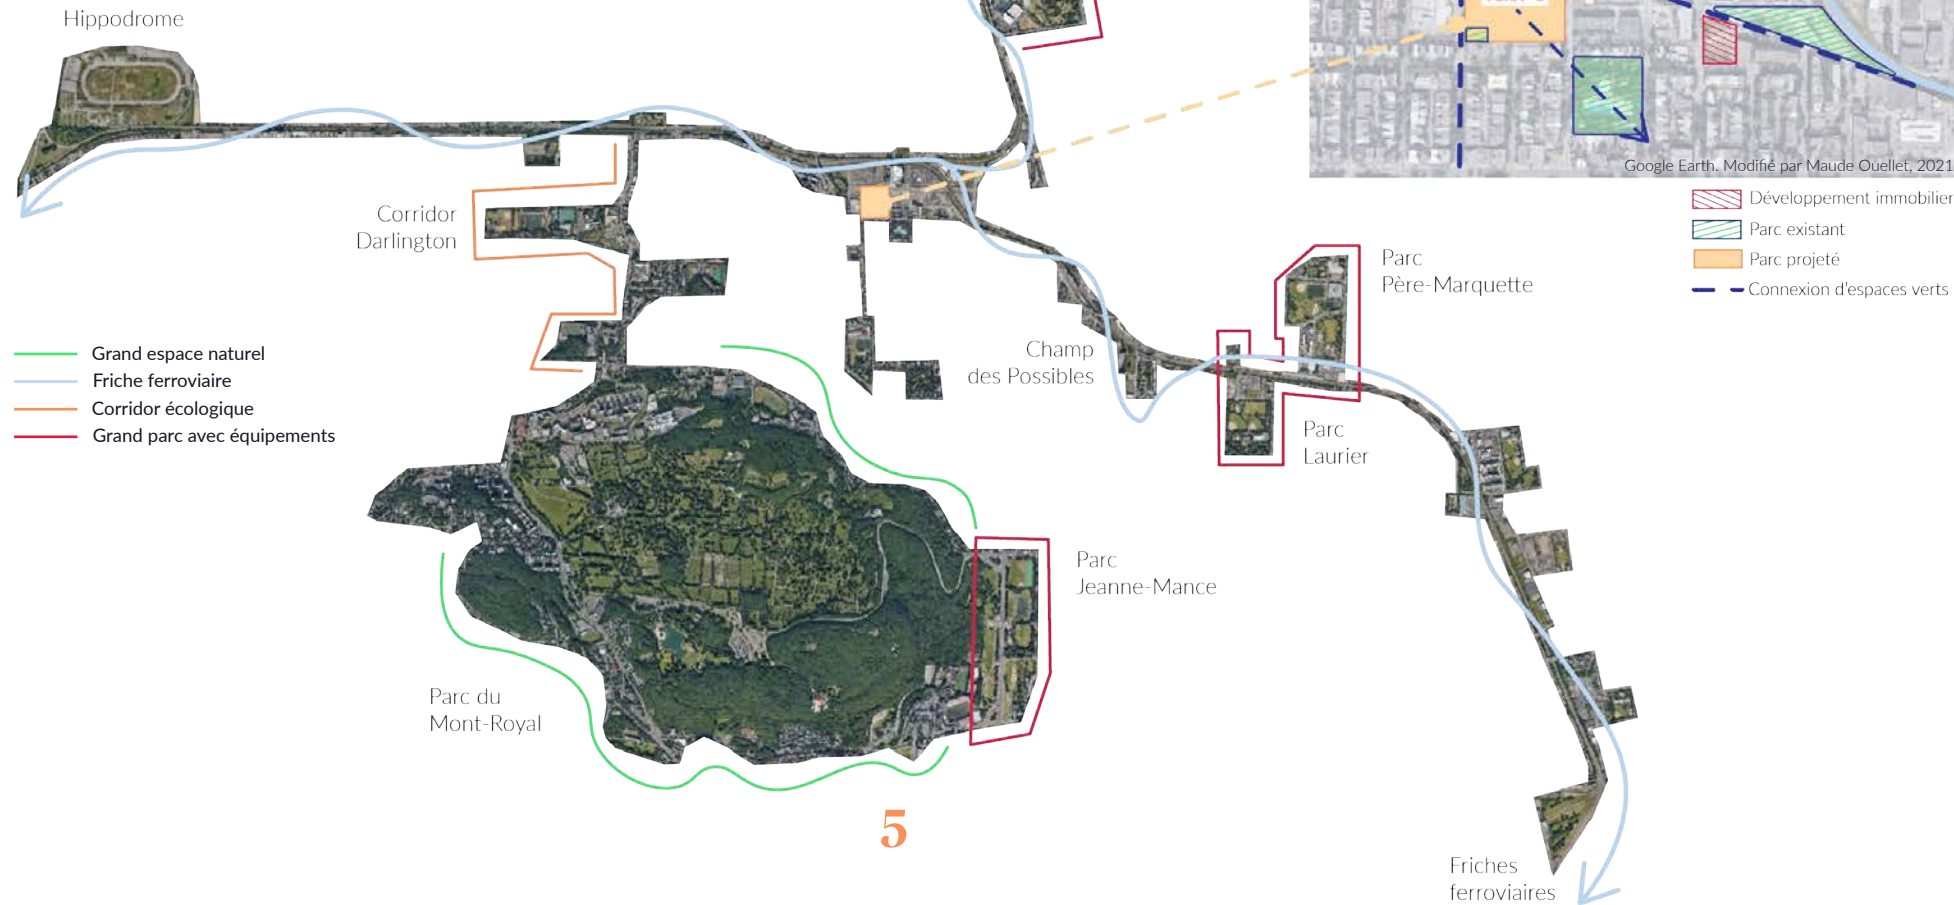 Hippodrome
Google Earth. Modifié par Maude Ouellet, 2021
Développement immobilier
Parc existant
Parc projeté
Connexion d'espaces verts
Corridor
Darlington
Parc
Père-Marquette
Champ
des Possibles
Grand espace naturel
Friche ferroviaire
Corridor écologique
Grand parc avec équipements
Parc
Laurier
Parc
Jeanne-Mance
Parc du
Mont-Royal
5
Friches
ferroviaires